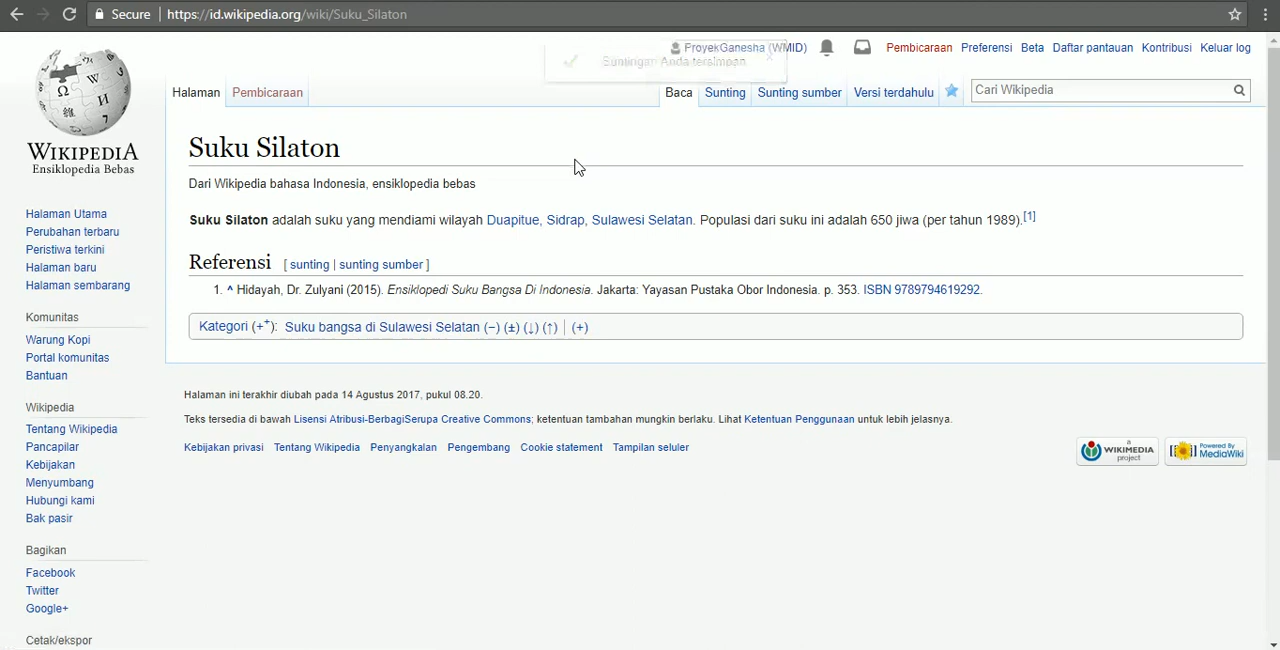 Secure https://id.wikipedia.org/wiki/Suku_Silaton
ProyekGanesha (WMID) Pembicaraan Preferensi Beta Daftar pantauan Kontribusi Keluar log
Suntingan Anda tersimpan
Halaman Pembicaraan Baca Sunting Sunting sumber Versi terdahulu Cari Wikipedia
WIKIPEDIA
Ensiklopedia Bebas
Suku Silaton
Dari Wikipedia bahasa Indonesia, ensiklopedia bebas
Suku Silaton adalah suku yang mendiami wilayah Duapitue, Sidrap, Sulawesi Selatan. Populasi dari suku ini adalah 650 jiwa (per tahun 1989).[1]
Referensi [ sunting | sunting sumber ]
1. ^ Hidayah, Dr. Zulyani (2015). Ensiklopedi Suku Bangsa Di Indonesia. Jakarta: Yayasan Pustaka Obor Indonesia. p. 353. ISBN 9789794619292.
Kategori (+⁺): Suku bangsa di Sulawesi Selatan (−) (±) (↓) (↑) | (+)
Halaman ini terakhir diubah pada 14 Agustus 2017, pukul 08.20.
Teks tersedia di bawah Lisensi Atribusi-BerbagiSerupa Creative Commons; ketentuan tambahan mungkin berlaku. Lihat Ketentuan Penggunaan untuk lebih jelasnya.
Kebijakan privasi Tentang Wikipedia Penyangkalan Pengembang Cookie statement Tampilan seluler
a
WIKIMEDIA
project
Powered By
MediaWiki
Halaman Utama
Perubahan terbaru
Peristiwa terkini
Halaman baru
Halaman sembarang
Komunitas
Warung Kopi
Portal komunitas
Bantuan
Wikipedia
Tentang Wikipedia
Pancapilar
Kebijakan
Menyumbang
Hubungi kami
Bak pasir
Bagikan
Facebook
Twitter
Google+
Cetak/ekspor